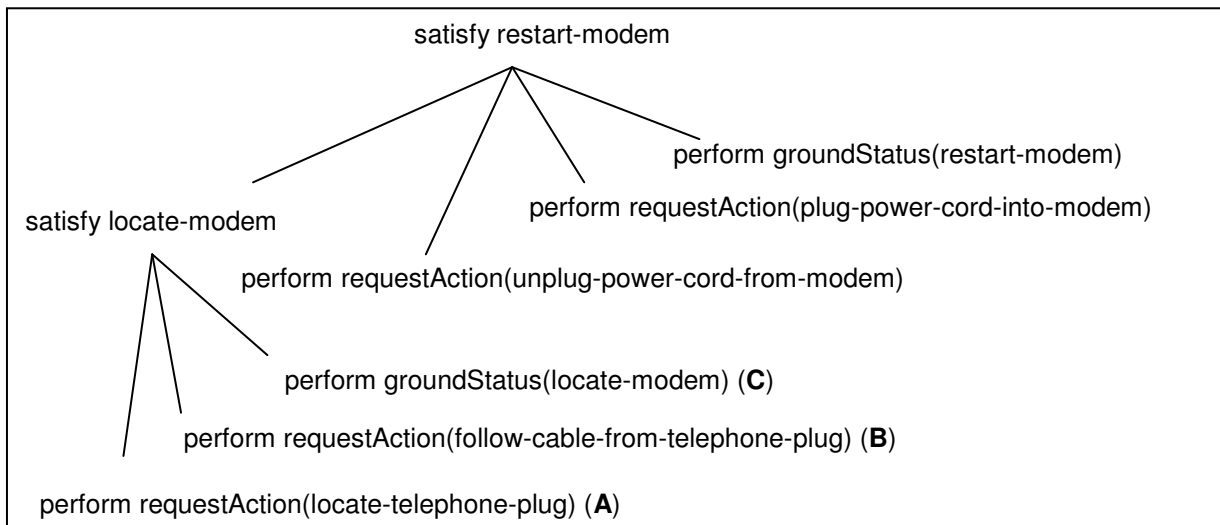 satisfy restart-modem
perform groundStatus(restart-modem)
perform requestAction(plug-power-cord-into-modem)
satisfy locate-modem
perform requestAction(unplug-power-cord-from-modem)
perform groundStatus(locate-modem) (C)
perform requestAction(follow-cable-from-telephone-plug) (B)
perform requestAction(locate-telephone-plug) (A)